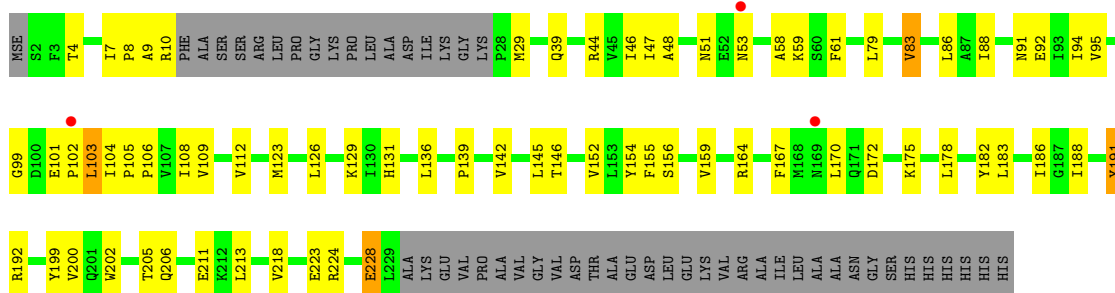 MSE S2 F3 T4 I7 P8 A9 R10 PHE ALA SER SER ARG LEU PRO GLY LYS PRO LEU ALA ASP ILE LYS GLY LYS P28 M29 Q39 R44 V45 I46 I47 A48 N51 E52 N53 A58 K59 S60 F61 L79 V83 L86 A87 I88 N91 E92 I93 I94 V95
G99 D100 E101 P102 L103 I104 P105 P106 V107 I108 V109 V112 M123 L126 K129 I130 H131 L136 P139 V142 L145 T146 V152 L153 Y154 F155 S156 V159 R164 F167 M168 N169 L170 Q171 D172 K175 L178 Y182 L183 I186 G187 I188
R192 Y199 V200 Q201 W202 T205 Q206 E211 K212 L213 V218 E223 R224 E228 L229 ALA LYS GLU VAL PRO ALA VAL GLY VAL ASP THR ALA GLU ASP LEU GLU LYS VAL ARG ALA ILE LEU ALA ALA ASN GLY SER HIS HIS HIS HIS HIS HIS